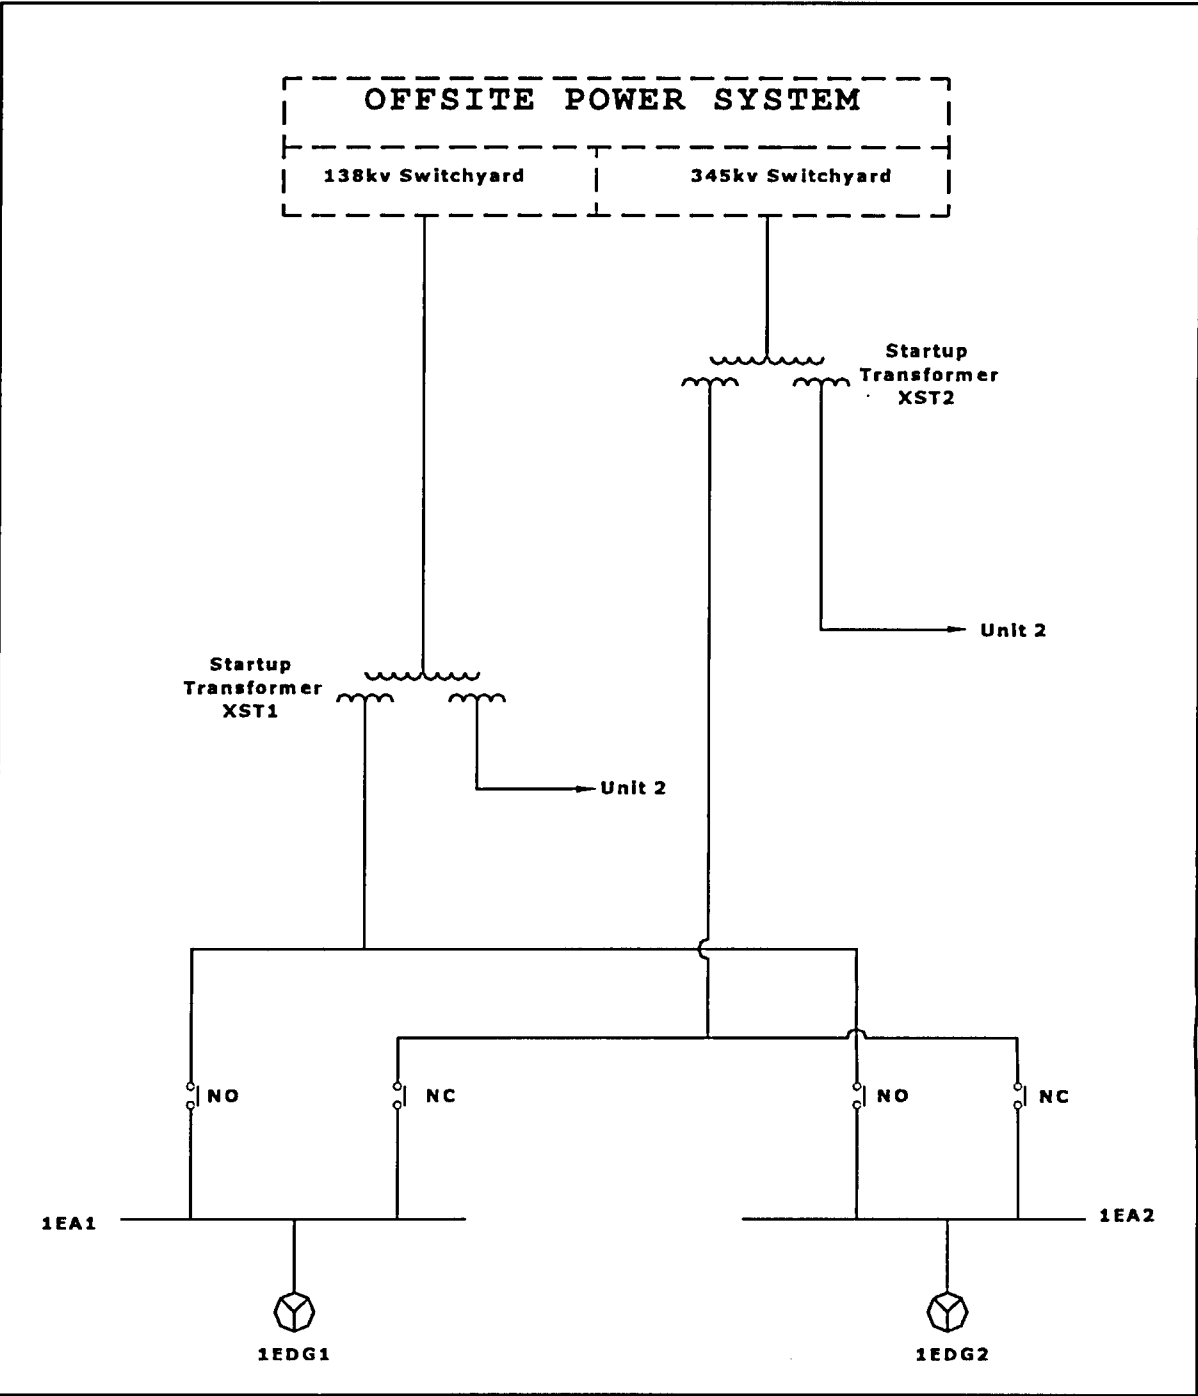 OFFSITE POWER SYSTEM
138kv Switchyard
345kv Switchyard
Startup
Transformer
XST2
Unit 2
Startup
Transformer
XST1
Unit 2
NO
NC
NO
NC
1EA1
1EA2
1EDG1
1EDG2